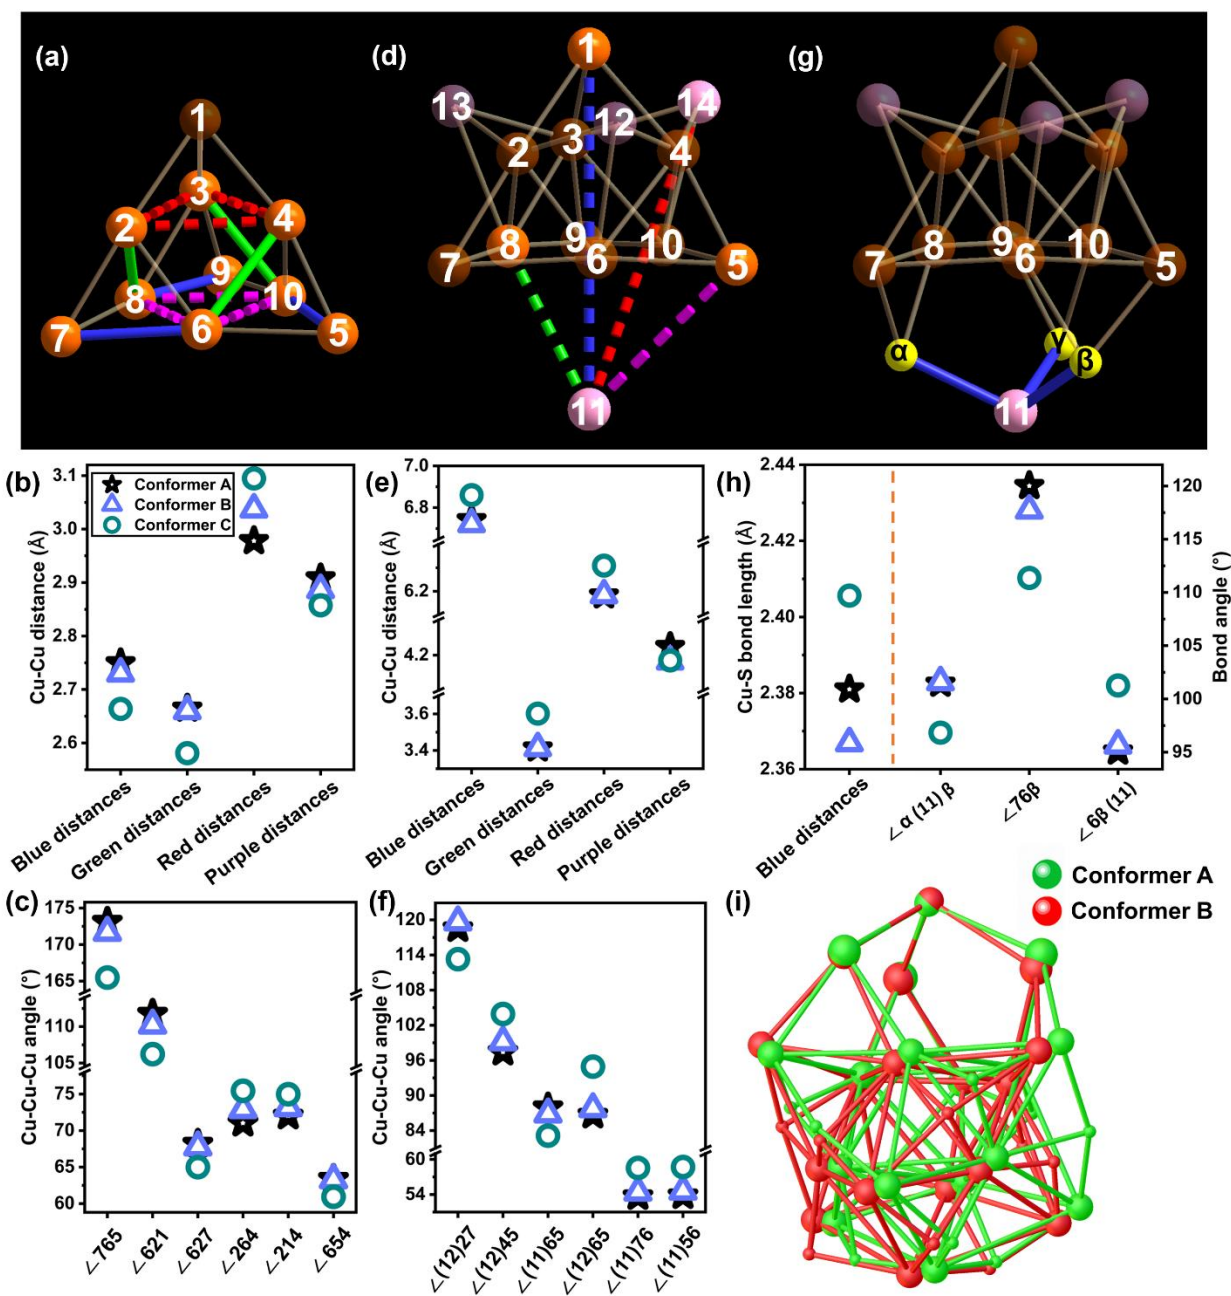 (a)
1
3
2
4
9
8
10
7
6
5
(d)
1
13
14
12
3
2
4
8
9
10
7
6
5
11
(g)
8
9
10
7
6
5
α
γ
β
11
(b)
3.1
3.0
2.9
2.8
2.7
2.6
Cu-Cu distance (Å)
Conformer A
Conformer B
Conformer C
Blue distances
Green distances
Red distances
Purple distances
(e)
7.0
6.8
6.2
4.2
3.6
3.4
Cu-Cu distance (Å)
Blue distances
Green distances
Red distances
Purple distances
(h)
2.44
2.42
2.40
2.38
2.36
Cu-S bond length (Å)
120
115
110
105
100
95
Bond angle (°)
Blue distances
∠α (11) β
∠76β
∠6β (11)
(c)
175
170
165
110
105
75
70
65
60
Cu-Cu-Cu angle (°)
∠765
∠621
∠627
∠264
∠214
∠654
(f)
120
114
108
102
96
90
84
60
54
Cu-Cu-Cu angle (°)
∠(12)27
∠(12)45
∠(11)65
∠(12)65
∠(11)76
∠(11)56
(i)
Conformer A
Conformer B